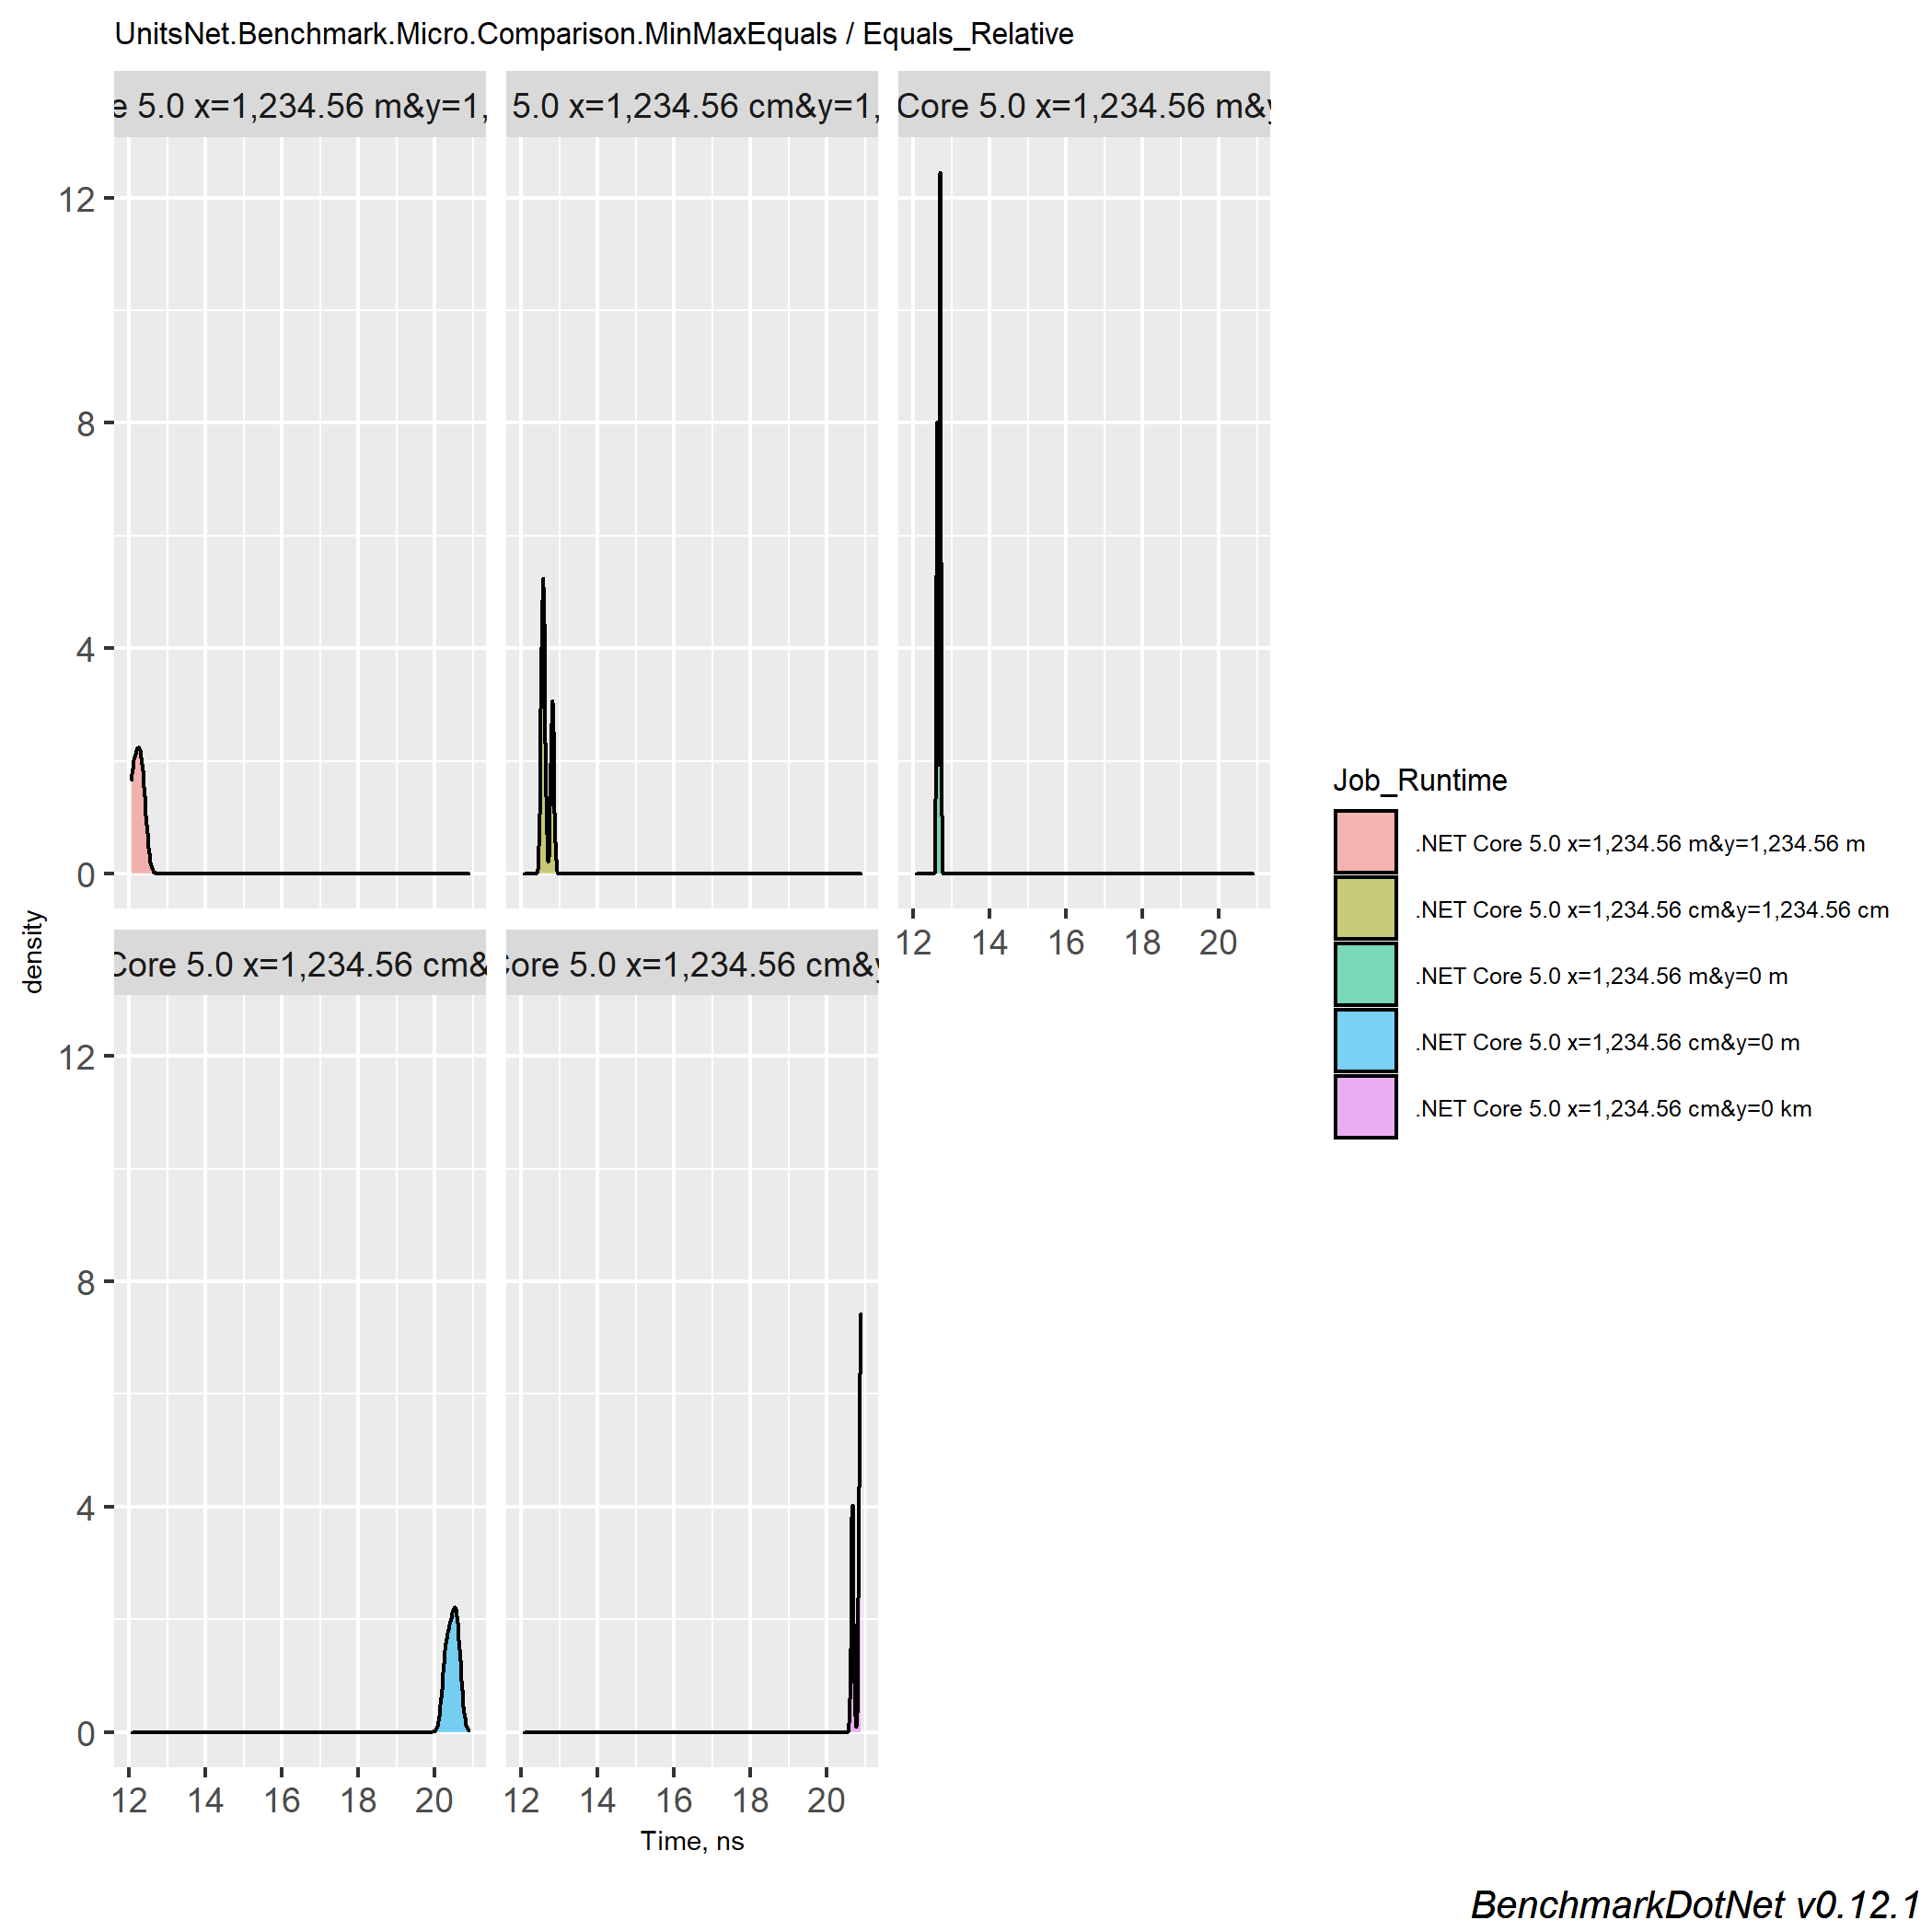 UnitsNet.Benchmark.Micro.Comparison.MinMaxEquals / Equals_Relative
e 5.0 x=1,234.56 m&y=1,
5.0 x=1,234.56 cm&y=1,
Core 5.0 x=1,234.56 m&y
12
8
4
0
12 14 16 18 20
Core 5.0 x=1,234.56 cm&
Core 5.0 x=1,234.56 cm&y
12
8
4
0
12 14 16 18 20
12 14 16 18 20
density
Time, ns
Job_Runtime
.NET Core 5.0 x=1,234.56 m&y=1,234.56 m
.NET Core 5.0 x=1,234.56 cm&y=1,234.56 cm
.NET Core 5.0 x=1,234.56 m&y=0 m
.NET Core 5.0 x=1,234.56 cm&y=0 m
.NET Core 5.0 x=1,234.56 cm&y=0 km
BenchmarkDotNet v0.12.1